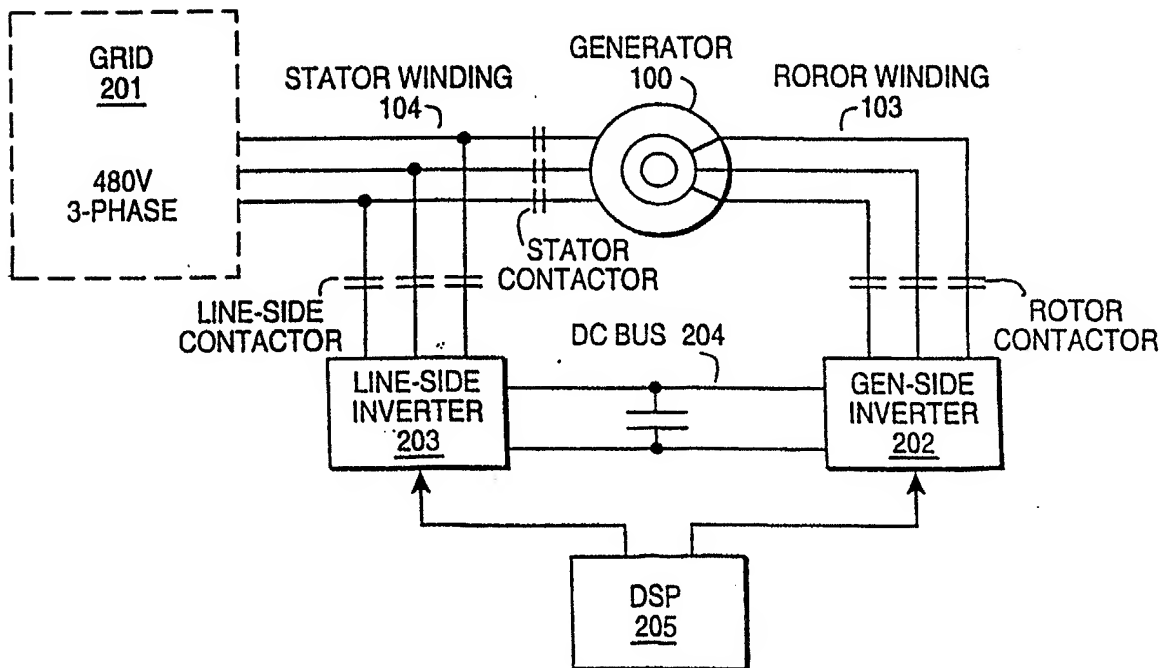 GRID
201
480V
3-PHASE
STATOR WINDING
104
GENERATOR
100
ROROR WINDING
103
STATOR
CONTACTOR
LINE-SIDE
CONTACTOR
ROTOR
CONTACTOR
DC BUS 204
LINE-SIDE
INVERTER
203
GEN-SIDE
INVERTER
202
DSP
205